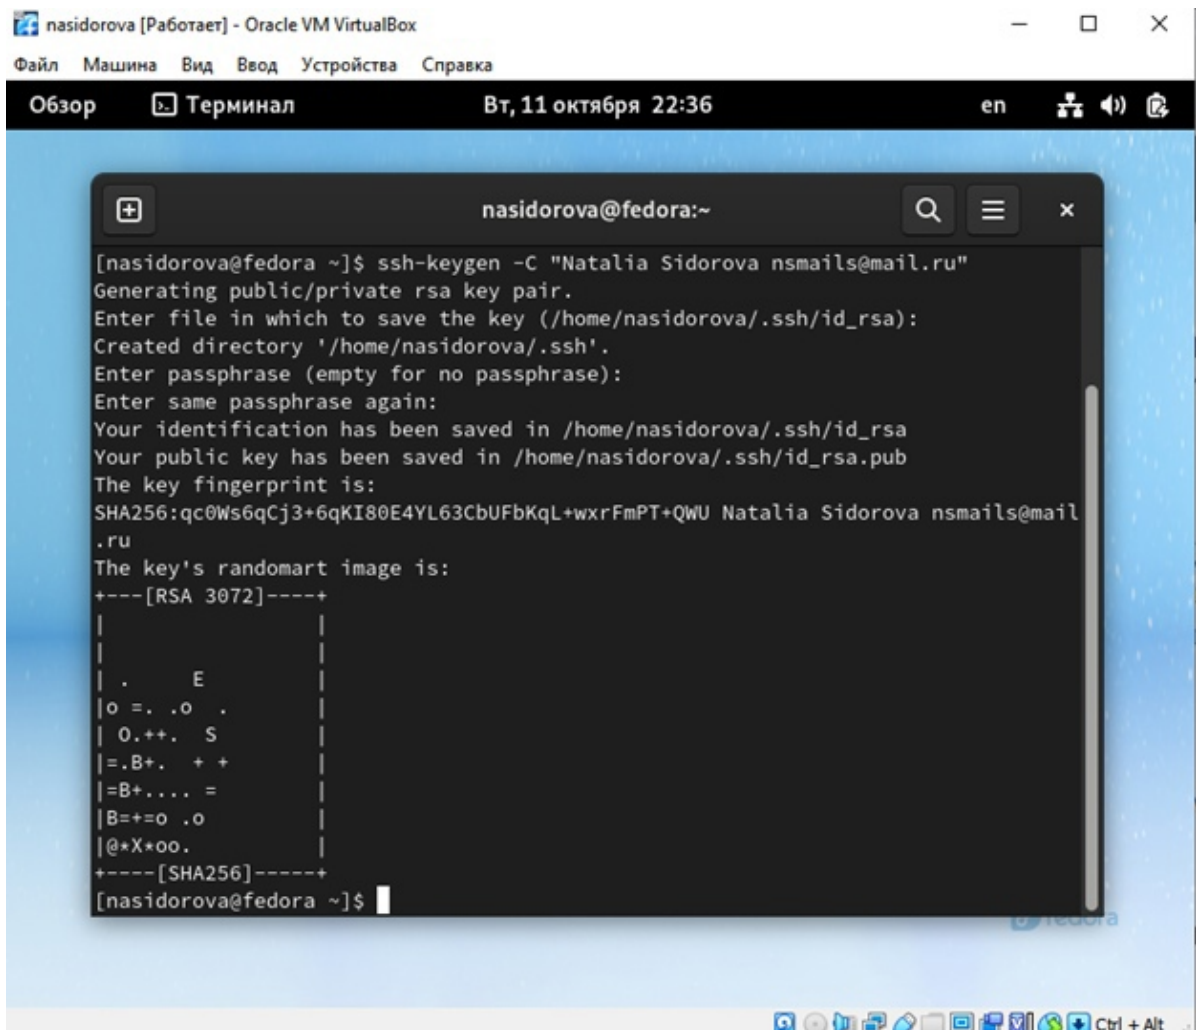 nasidorova [Работает] - Oracle VM VirtualBox
Файл Машина Вид Ввод Устройства Справка
Обзор Терминал Вт, 11 октября 22:36 en
nasidorova@fedora:~
[nasidorova@fedora ~]$ ssh-keygen -C "Natalia Sidorova nsmails@mail.ru"
Generating public/private rsa key pair.
Enter file in which to save the key (/home/nasidorova/.ssh/id_rsa):
Created directory '/home/nasidorova/.ssh'.
Enter passphrase (empty for no passphrase):
Enter same passphrase again:
Your identification has been saved in /home/nasidorova/.ssh/id_rsa
Your public key has been saved in /home/nasidorova/.ssh/id_rsa.pub
The key fingerprint is:
SHA256:qc0Ws6qCj3+6qKI80E4YL63CbUFbKqL+wxrFmPT+QWU Natalia Sidorova nsmails@mail
.ru
The key's randomart image is:
+---[RSA 3072]----+
|                 |
|                 |
| .     E         |
|o =. .o  .       |
| O.++.  S        |
|=.B+.  + +       |
|=B+.... =        |
|B=+=o .o         |
|@*X*oo.          |
+----[SHA256]-----+
[nasidorova@fedora ~]$
fedora
Ctrl + Alt